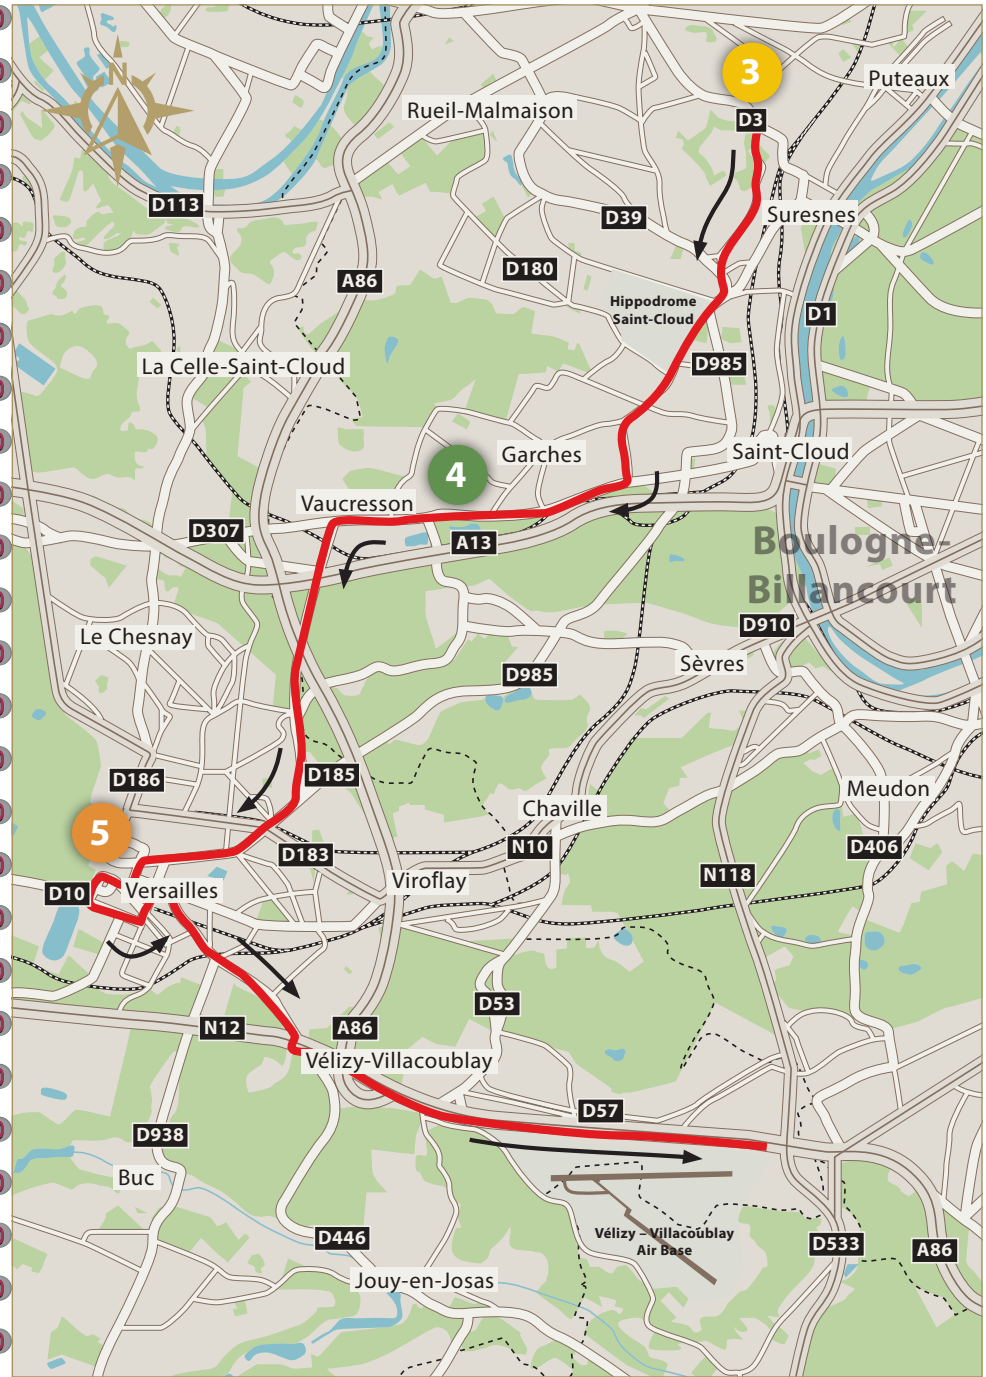 3
Puteaux
Rueil-Malmaison
D3
N
D113
D39
Suresnes
D180
A86
Hippodrome
Saint-Cloud
D1
La Celle-Saint-Cloud
D985
Garches
Saint-Cloud
4
Vaucresson
D307
A13
Boulogne-
Billancourt
D910
Le Chesnay
Sèvres
D985
D186
D185
Meudon
Chaville
5
D183
N10
D406
N118
Viroflay
D10
Versailles
D53
N12
A86
Vélizy-Villacoublay
D57
D938
Buc
Vélizy – Villacoublay
Air Base
D446
D533
A86
Jouy-en-Josas